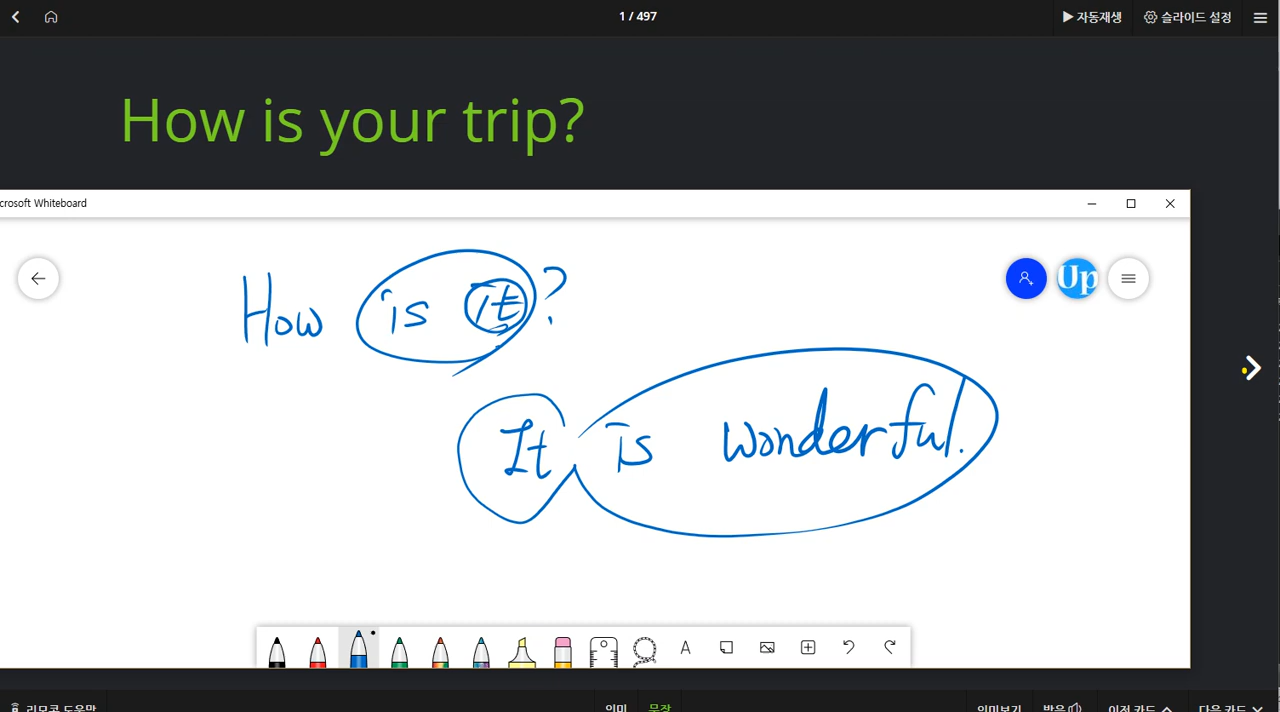 1 / 497
자동재생
슬라이드 설정
How is your trip?
crosoft Whiteboard
How is it?
Up
It is wonderful.
A
리모콘 도움말
의미
문장
의미보기
발음
이전 카드
다음 카드